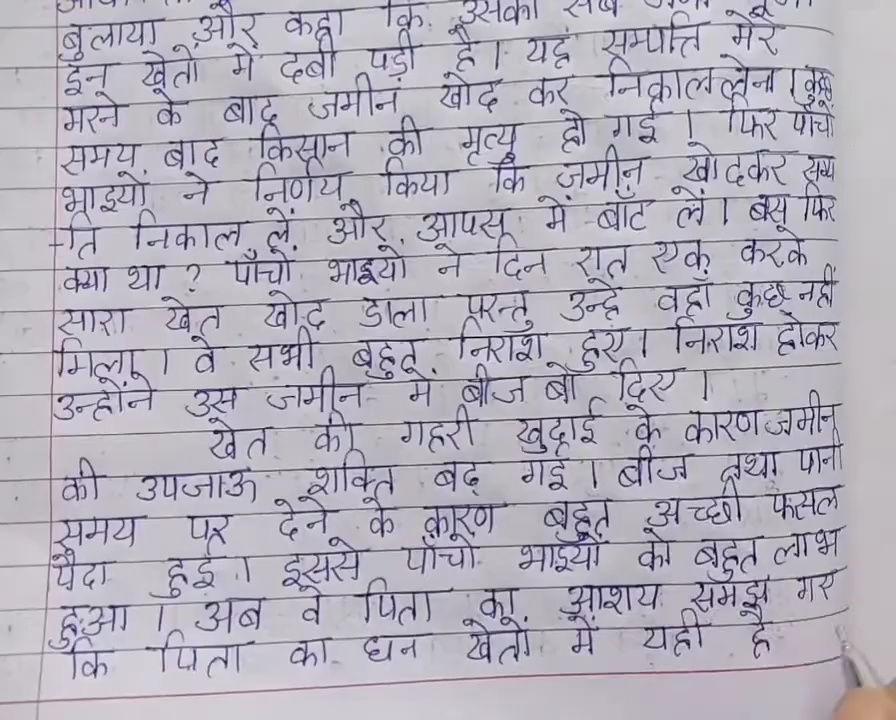 बुलाया और कहा कि उसका सब
इन खेतों में दबी पड़ी है। यह सम्पत्ति मेरे
मरने के बाद जमीन खोद कर निकाल लेना। कुछ
समय बाद किसान की मृत्यु हो गई। फिर पाँचों
भाइयों ने निर्णय किया कि जमीन खोदकर सम्प
-ति निकाल लें और आपस में बाँट लें। बस फिर
क्या था? पाँचों भाइयों ने दिन रात एक करके
सारा खेत खोद डाला परन्तु उन्हें वहाँ कुछ नहीं
मिला। वे सभी बहुत निराश हुए। निराश होकर
उन्होंने उस जमीन में बीज बो दिए।
खेत की गहरी खुदाई के कारण जमीन
की उपजाऊ शक्ति बढ़ गई। बीज तथा पानी
समय पर देने के कारण बहुत अच्छी फसल
पैदा हुई। इससे पाँचों भाइयों को बहुत लाभ
हुआ। अब वे पिता का आशय समझ गए
कि पिता का धन खेतों में यही है